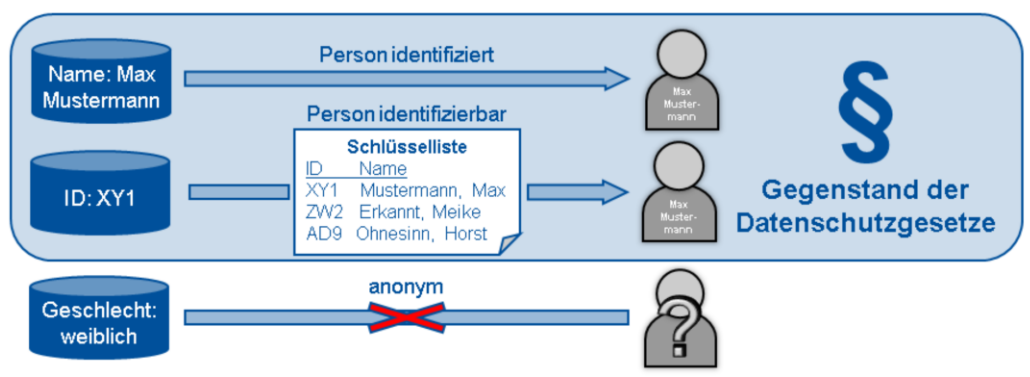 Person identifiziert
Name: Max
Mustermann
Max
Muster-
mann
§
Person identifizierbar
Schlüsselliste
ID Name
XY1 Mustermann, Max
ZW2 Erkannt, Meike
AD9 Ohnesinn, Horst
ID: XY1
Max
Muster-
mann
Gegenstand der
Datenschutzgesetze
anonym
Geschlecht:
weiblich
?